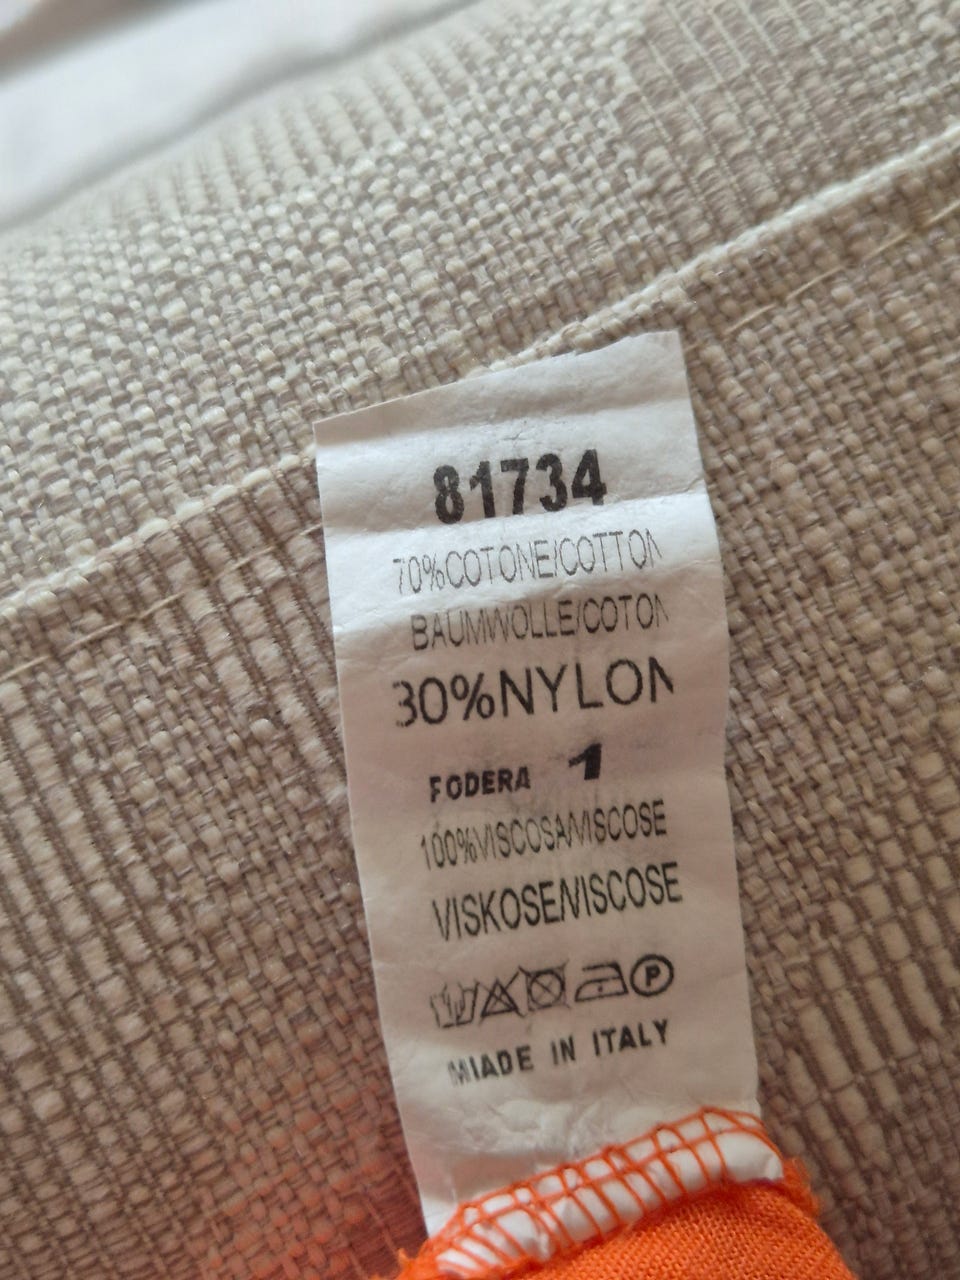 81734
70%COTONE/COTTON
BAUMWOLLE/COTON
30%NYLON
FODERA 1
100%VISCOSA/VISCOSE
VISKOSE/VISCOSE
P
MADE IN ITALY